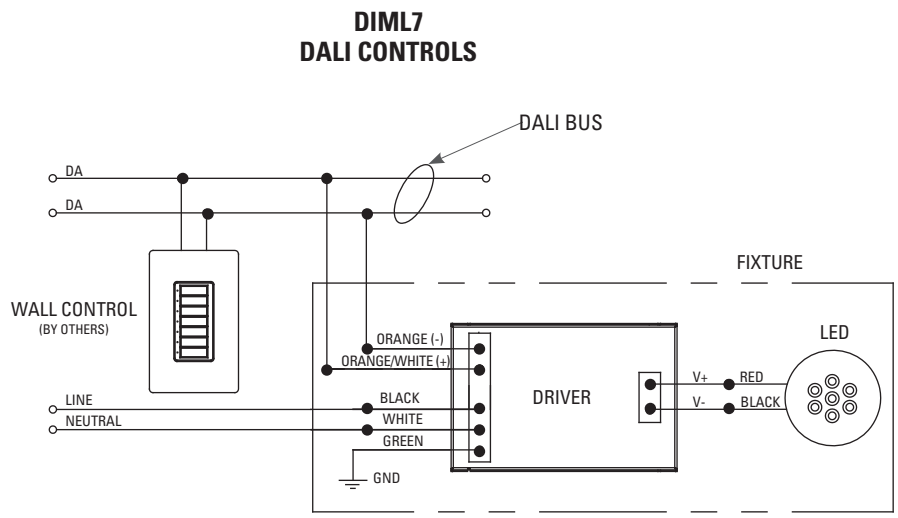 DIML7
DALI CONTROLS
DALI BUS
DA
DA
FIXTURE
WALL CONTROL
(BY OTHERS)
LED
ORANGE (-)
ORANGE/WHITE (+)
DRIVER
V+
RED
V-
BLACK
LINE
BLACK
NEUTRAL
WHITE
GREEN
GND